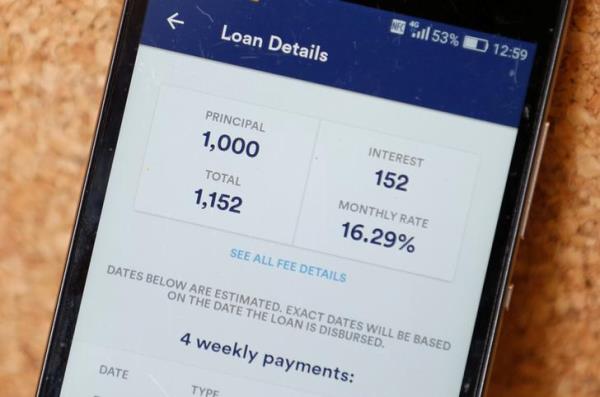 NFC 4G 53% 12:59
Loan Details
PRINCIPAL
1,000
INTEREST
152
TOTAL
1,152
MONTHLY RATE
16.29%
SEE ALL FEE DETAILS
DATES BELOW ARE ESTIMATED. EXACT DATES WILL BE BASED
ON THE DATE THE LOAN IS DISBURSED.
4 weekly payments:
DATE
TYPE